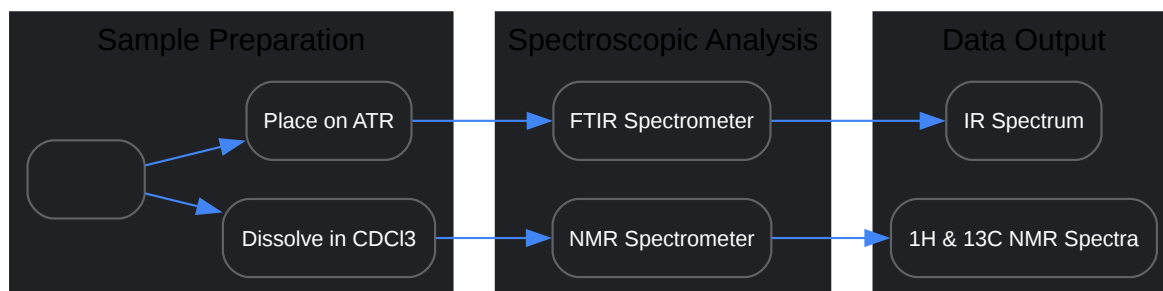 Sample Preparation
Spectroscopic Analysis
Data Output
Place on ATR
FTIR Spectrometer
IR Spectrum
Dissolve in CDCl3
NMR Spectrometer
1H & 13C NMR Spectra